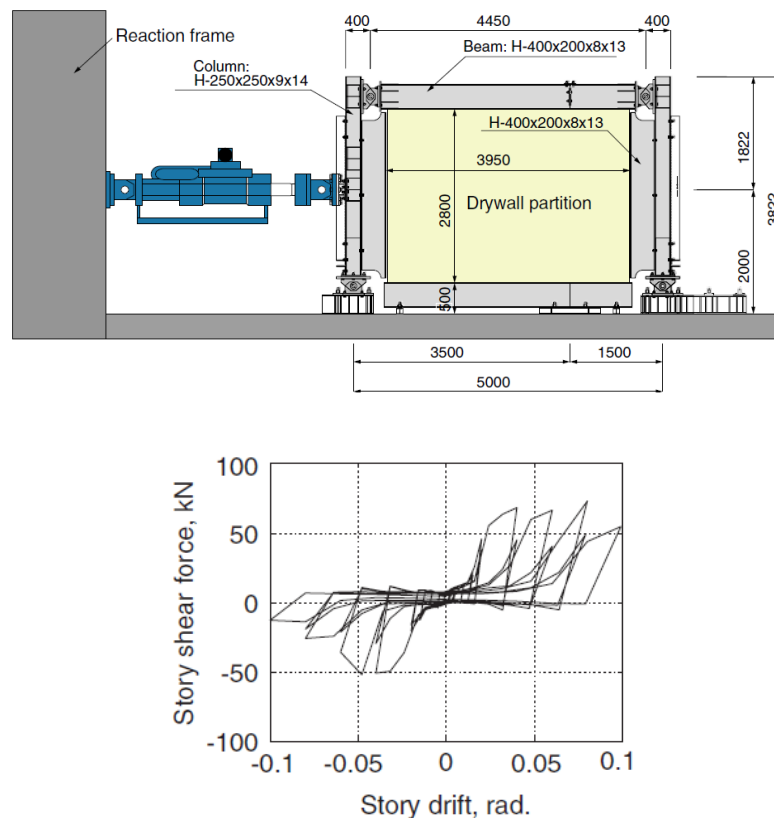 400
4450
400
Reaction frame
Beam: H-400x200x8x13
Column:
H-250x250x9x14
H-400x200x8x13
3950
Drywall partition
2800
500
1822
2000
3822
3500
1500
5000
100
50
0
-50
-100
-0.1
-0.05
0
0.05
0.1
Story shear force, kN
Story drift, rad.